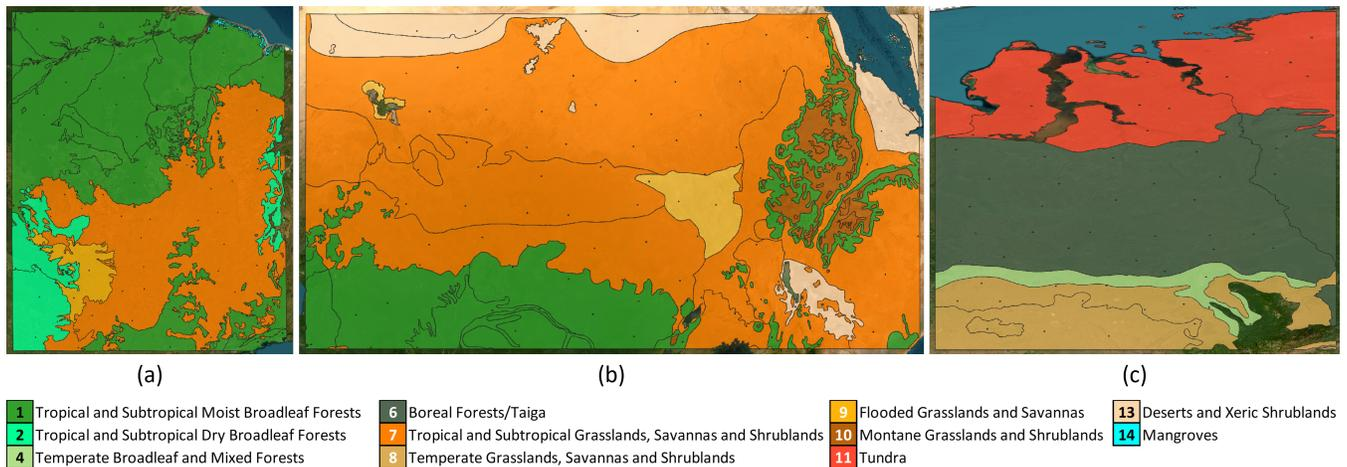 (a) (b) (c)
1 Tropical and Subtropical Moist Broadleaf Forests 6 Boreal Forests/Taiga 9 Flooded Grasslands and Savannas 13 Deserts and Xeric Shrublands
2 Tropical and Subtropical Dry Broadleaf Forests 7 Tropical and Subtropical Grasslands, Savannas and Shrublands 10 Montane Grasslands and Shrublands 14 Mangroves
4 Temperate Broadleaf and Mixed Forests 8 Temperate Grasslands, Savannas and Shrublands 11 Tundra